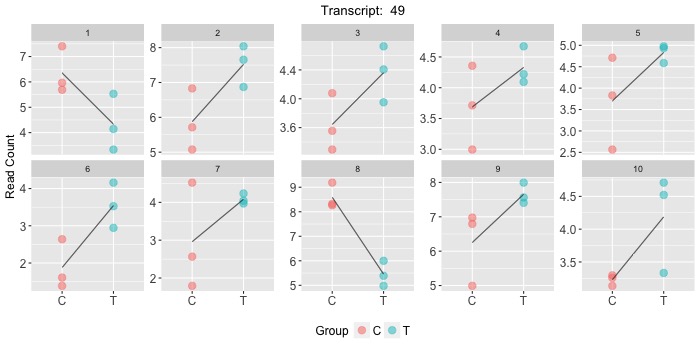 Transcript: 49
1 2 3 4 5
7 6 5 4
8 7 6 5
4.4 4.0 3.6
4.5 4.0 3.5 3.0
5.0 4.5 4.0 3.5 3.0 2.5
Read Count
6 7 8 9 10
4 3 2
4 3 2
9 8 7 6 5
8 7 6 5
4.5 4.0 3.5
C T C T C T C T C T
Group C T